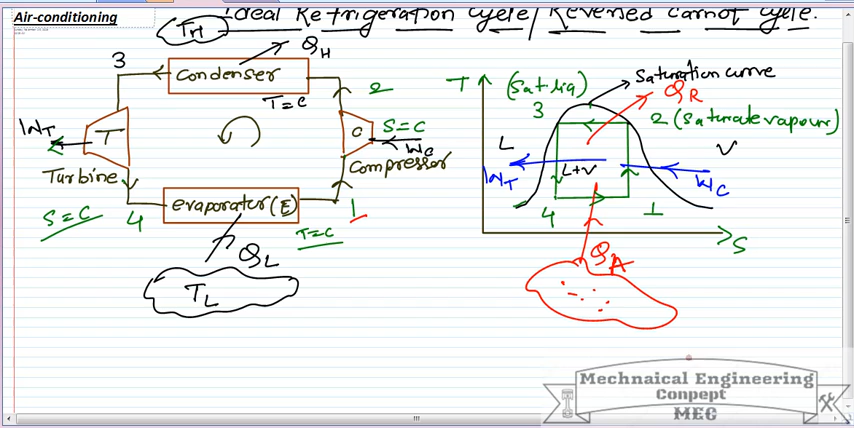 Air-conditioning
Ideal Refrigeration Cycle/ Reversed Carnot cycle.
TH
QH
3
Condenser
T=C
2
WT
T
C
S=C
WC
Turbine
Compressor
S=C
4
evaporator(E)
1
T=C
QL
TL
T
(Sat liq)
Saturation curve
QR
3
2 (Saturate vapour)
L
V
L+V
WT
WC
4
1
S
QA
Mechnaical Engineering
Conpept
MEC